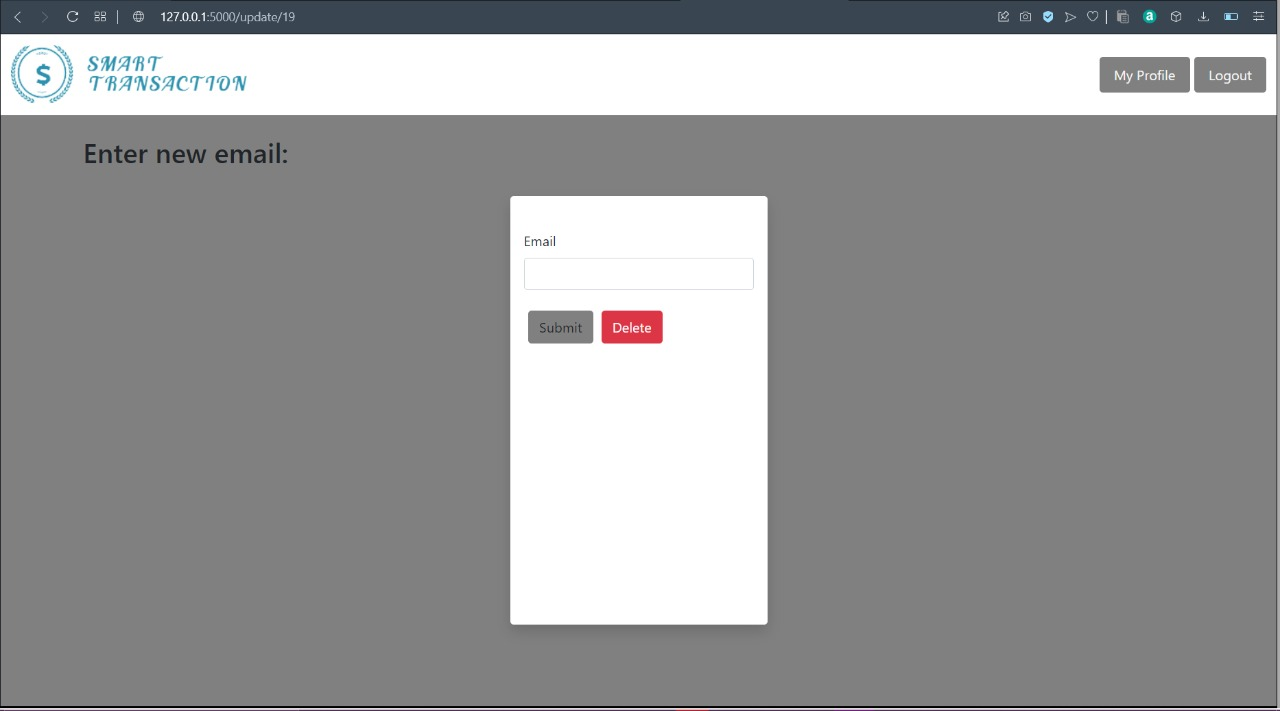 127.0.0.1:5000/update/19
a
$
SMART
TRANSACTION
My Profile
Logout
Enter new email:
Email
Submit
Delete